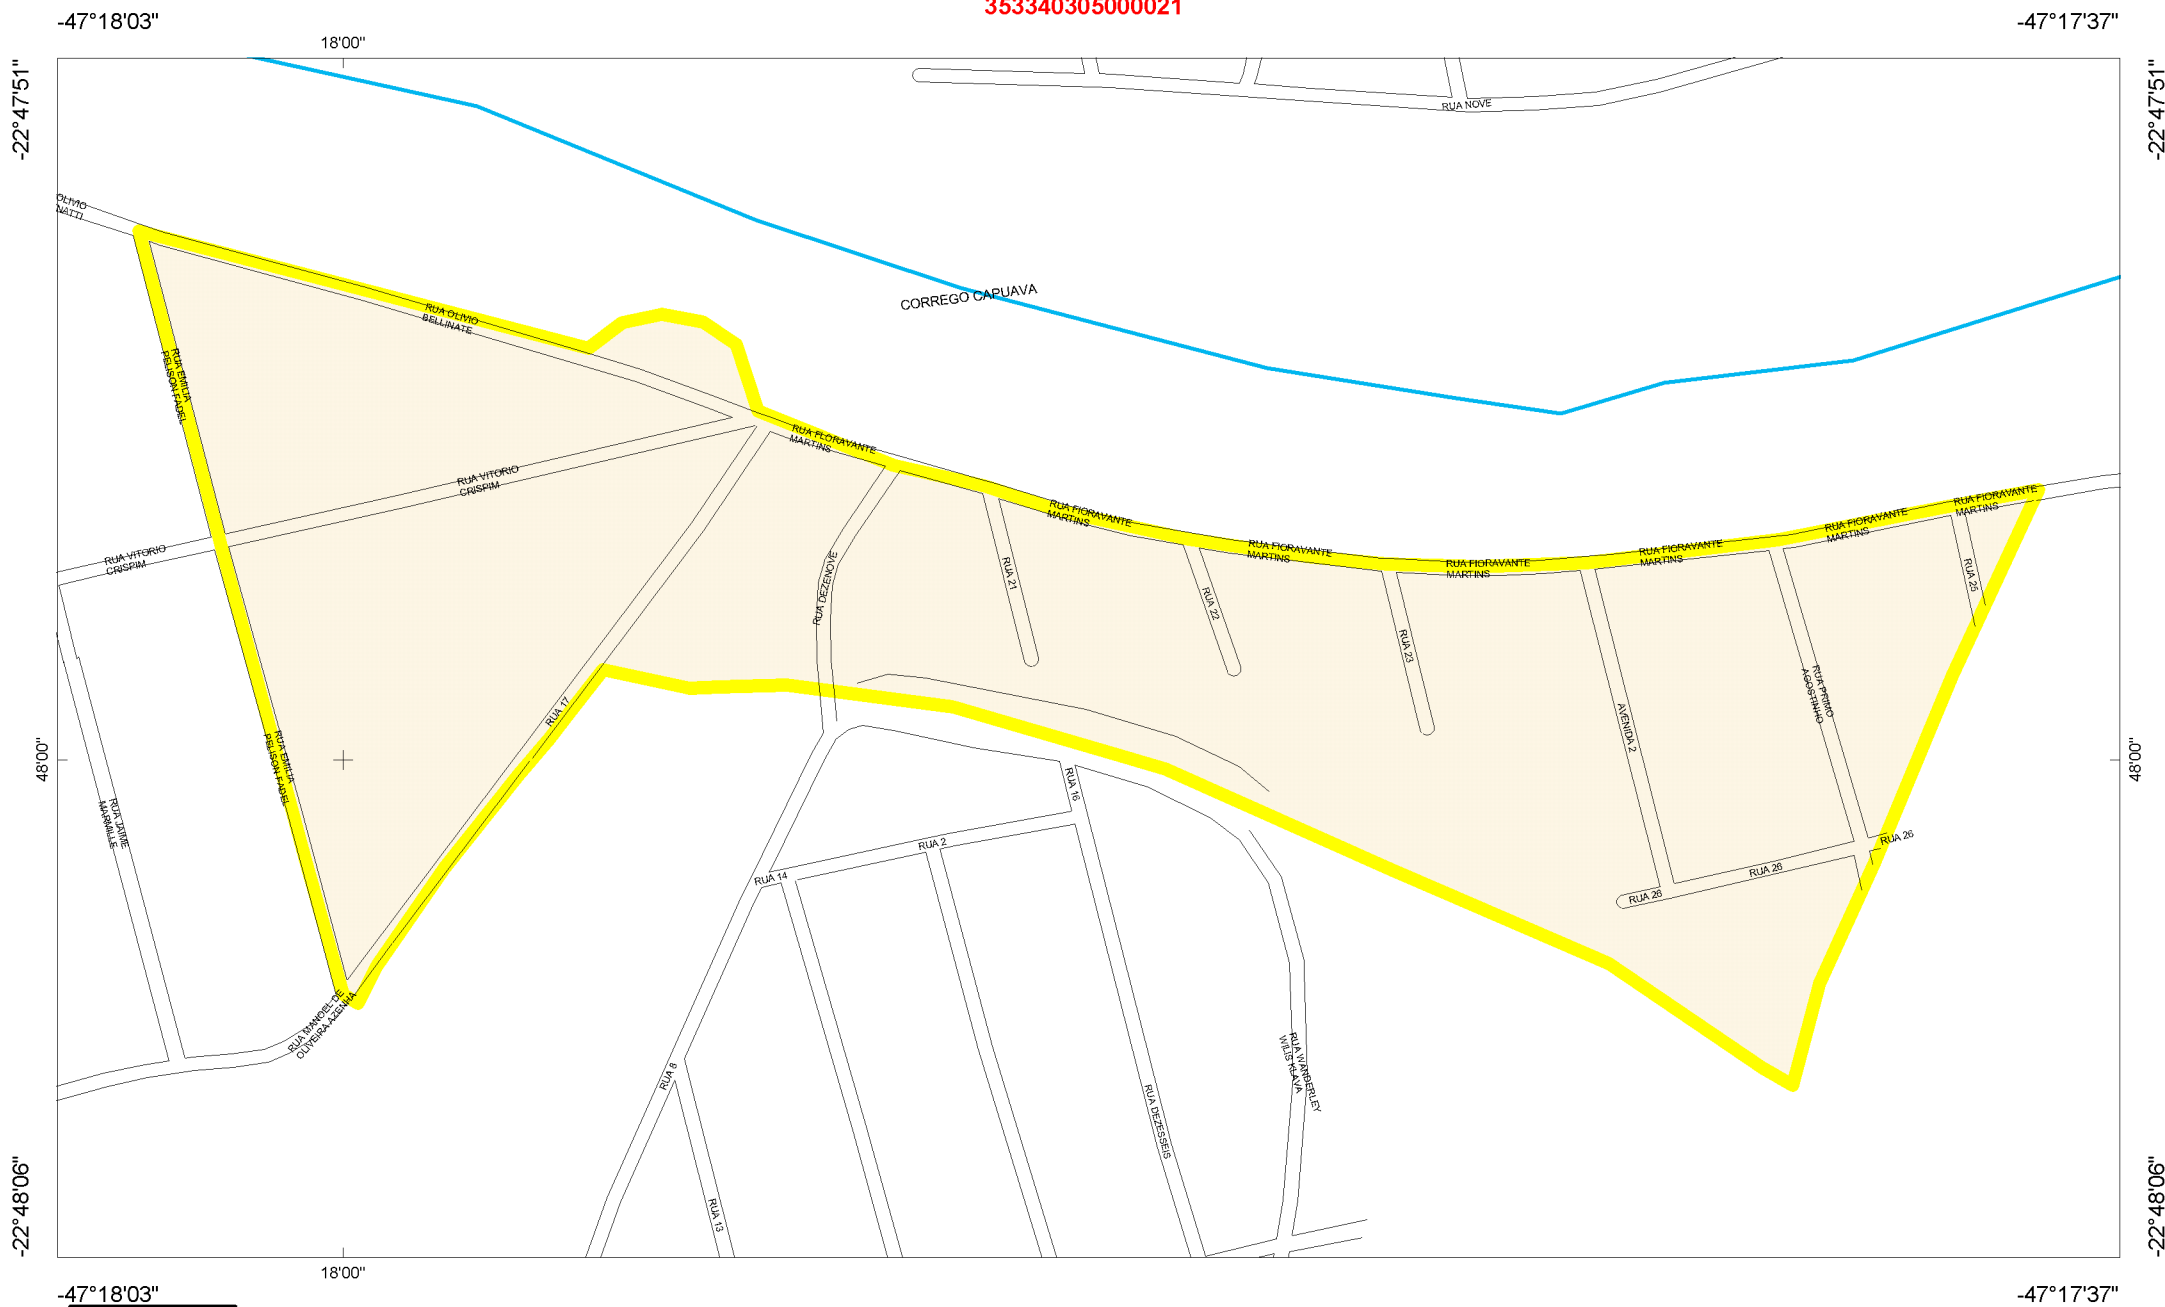 353340305000021
-47°18'03"
-47°17'37"
18'00"
-22°47'51"
-22°47'51"
RUA NOVE
OLIVIO
NATTI
CORREGO CAPUAVA
RUA OLIVIO
BELLINATE
RUA EMILIA
PELISON FADEL
RUA FLORAVANTE
MARTINS
RUA VITORIO
CRISPIM
RUA VITORIO
CRISPIM
RUA FIORAVANTE
MARTINS
RUA FIORAVANTE
MARTINS
RUA FIORAVANTE
MARTINS
RUA FIORAVANTE
MARTINS
RUA FIORAVANTE
MARTINS
RUA FIORAVANTE
MARTINS
RUA DEZENOVE
RUA 21
RUA 22
RUA 23
RUA 25
RUA 17
AVENIDA 2
RUA PRIMO
AGOSTINHO
48'00"
48'00"
RUA EMILIA
PELISON FADEL
RUA JAIME
MARMILLE
RUA 16
RUA 2
RUA 14
RUA 26
RUA 26
RUA 26
RUA MANOEL DE
OLIVEIRA AZENHA
RUA 8
RUA WANDERLEY
WILIS KLAVA
RUA DEZESSEIS
RUA 13
-22°48'06"
-22°48'06"
18'00"
-47°18'03"
-47°17'37"